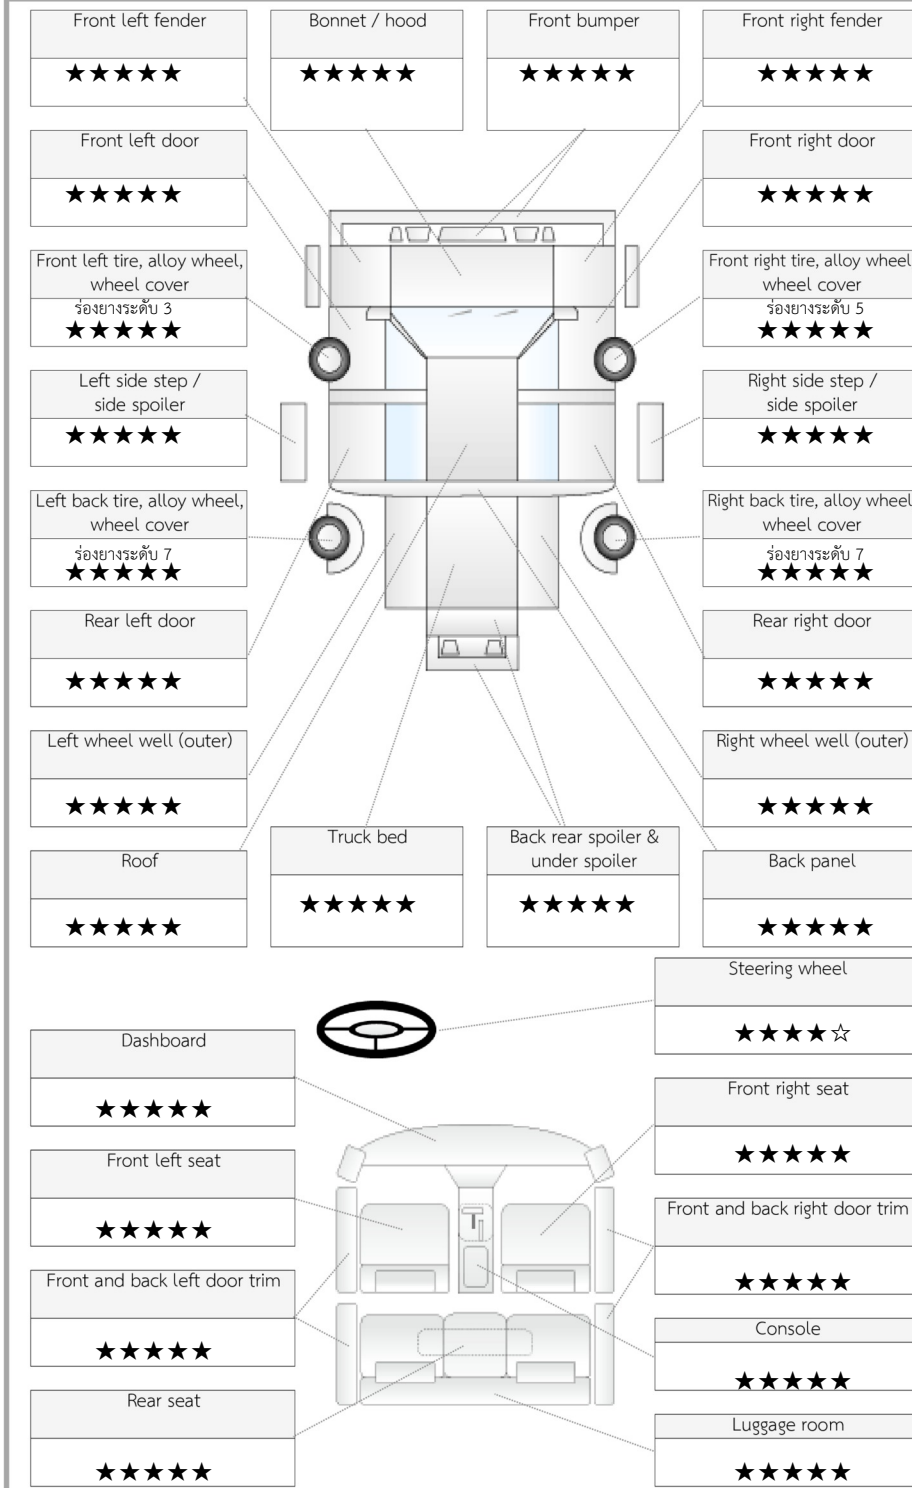 Front left fender
★★★★★
Bonnet / hood
★★★★★
Front bumper
★★★★★
Front right fender
★★★★★
Front left door
★★★★★
Front right door
★★★★★
Front left tire, alloy wheel,
wheel cover
ร่องยางระดับ 3
★★★★★
Front right tire, alloy wheel
wheel cover
ร่องยางระดับ 5
★★★★★
Left side step /
side spoiler
★★★★★
Right side step /
side spoiler
★★★★★
Left back tire, alloy wheel,
wheel cover
ร่องยางระดับ 7
★★★★★
Right back tire, alloy wheel
wheel cover
ร่องยางระดับ 7
★★★★★
Rear left door
★★★★★
Rear right door
★★★★★
Left wheel well (outer)
★★★★★
Right wheel well (outer)
★★★★★
Roof
★★★★★
Truck bed
★★★★★
Back rear spoiler &
under spoiler
★★★★★
Back panel
★★★★★
Steering wheel
★★★★☆
Dashboard
★★★★★
Front right seat
★★★★★
Front left seat
★★★★★
Front and back right door trim
★★★★★
Front and back left door trim
★★★★★
Console
★★★★★
Rear seat
★★★★★
Luggage room
★★★★★